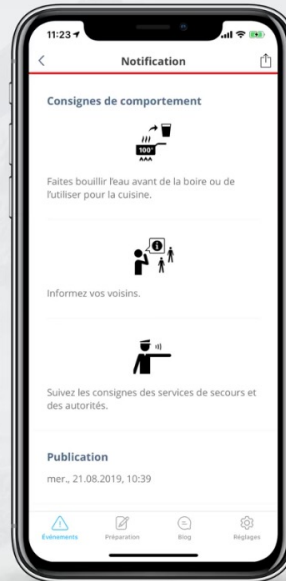 11:23
Notification
Consignes de comportement
100°
Faites bouillir l'eau avant de la boire ou de
l'utiliser pour la cuisine.
i
Informez vos voisins.
Suivez les consignes des services de secours et
des autorités.
Publication
mer., 21.08.2019, 10:39
Événements Préparation Blog Réglages